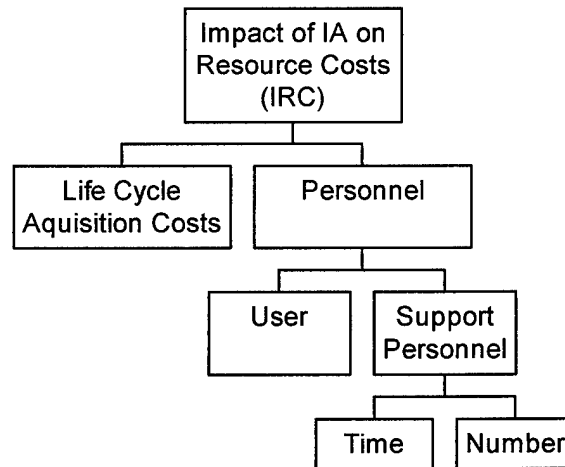 Impact of IA on
Resource Costs
(IRC)
Life Cycle
Aquisition Costs
Personnel
User
Support
Personnel
Time
Number